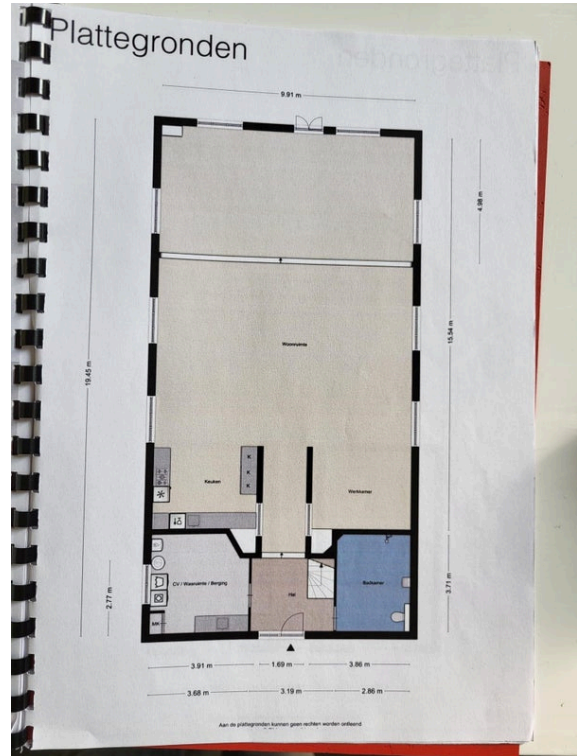 Plattegronden
9.91 m
4.98 m
19.45 m
15.54 m
Woonruimte
Keuken
Werkkamer
CV / Wasruimte / Berging
Hal
Badkamer
MK
2.77 m
3.71 m
3.91 m
1.69 m
3.86 m
3.68 m
3.19 m
2.86 m
Aan de plattegronden kunnen geen rechten worden ontleend.